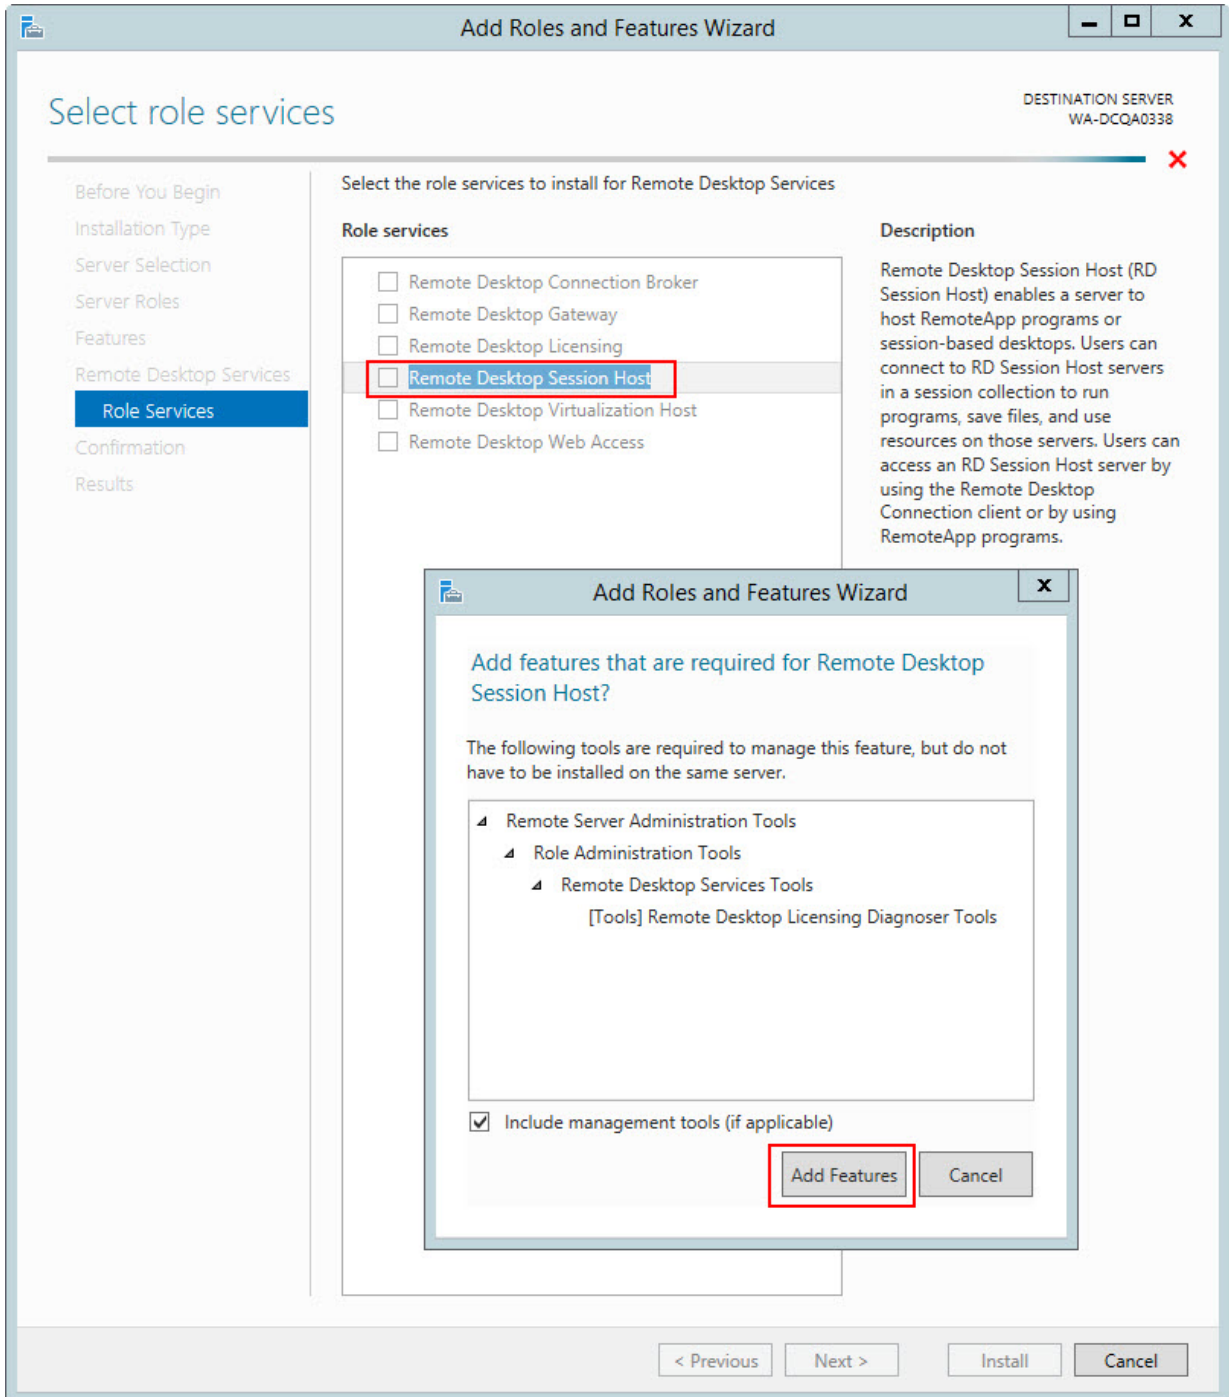 Add Roles and Features Wizard
Select role services
DESTINATION SERVER
WA-DCQA0338
Before You Begin
Installation Type
Server Selection
Server Roles
Features
Remote Desktop Services
Role Services
Confirmation
Results
Select the role services to install for Remote Desktop Services
Role services
Remote Desktop Connection Broker
Remote Desktop Gateway
Remote Desktop Licensing
Remote Desktop Session Host
Remote Desktop Virtualization Host
Remote Desktop Web Access
Description
Remote Desktop Session Host (RD
Session Host) enables a server to
host RemoteApp programs or
session-based desktops. Users can
connect to RD Session Host servers
in a session collection to run
programs, save files, and use
resources on those servers. Users can
access an RD Session Host server by
using the Remote Desktop
Connection client or by using
RemoteApp programs.
Add Roles and Features Wizard
Add features that are required for Remote Desktop
Session Host?
The following tools are required to manage this feature, but do not
have to be installed on the same server.
Remote Server Administration Tools
Role Administration Tools
Remote Desktop Services Tools
[Tools] Remote Desktop Licensing Diagnoser Tools
Include management tools (if applicable)
Add Features
Cancel
< Previous
Next >
Install
Cancel